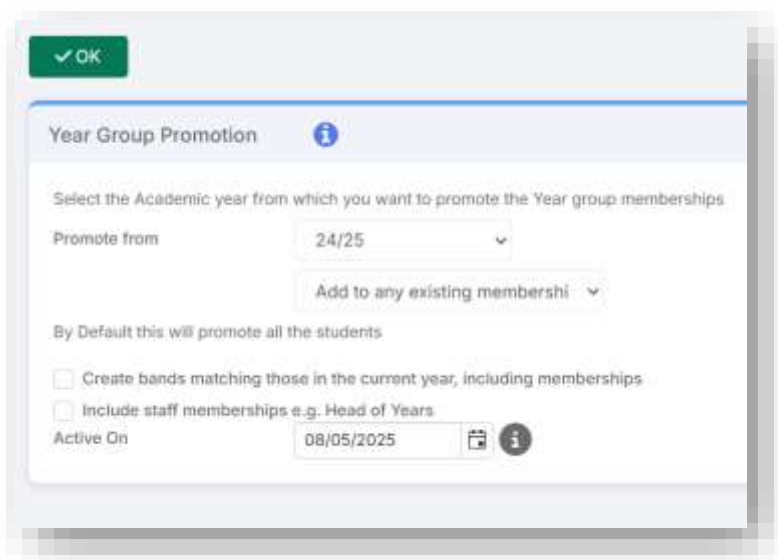 OK
Year Group Promotion
Select the Academic year from which you want to promote the Year group memberships
Promote from 24/25
Add to any existing membershi
By Default this will promote all the students
Create bands matching those in the current year, including memberships
Include staff memberships e.g. Head of Years
Active On 08/05/2025